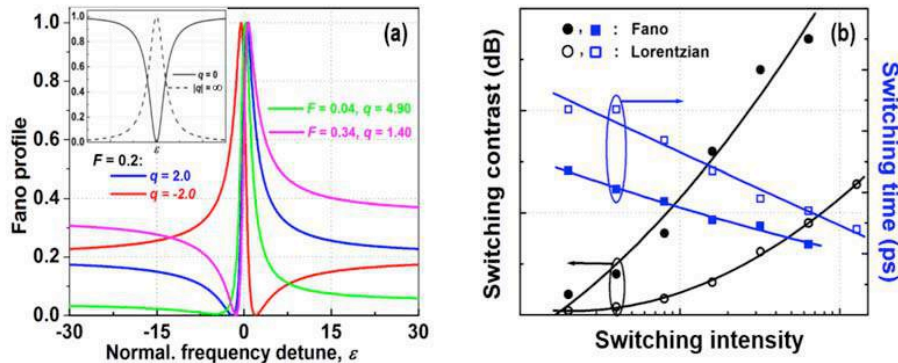 (a)
1.0
0.8
0.6
0.4
0.2
0.0
Fano profile
1.0
0.8
0.6
0.4
0.2
0.0
q = 0
|q| = ∞
ε
F = 0.04, q = 4.90
F = 0.34, q = 1.40
F = 0.2:
q = 2.0
q = -2.0
-30 -15 0 15 30
Normal. frequency detune, ε
(b)
, : Fano
, : Lorentzian
Switching contrast (dB)
Switching time (ps)
Switching intensity